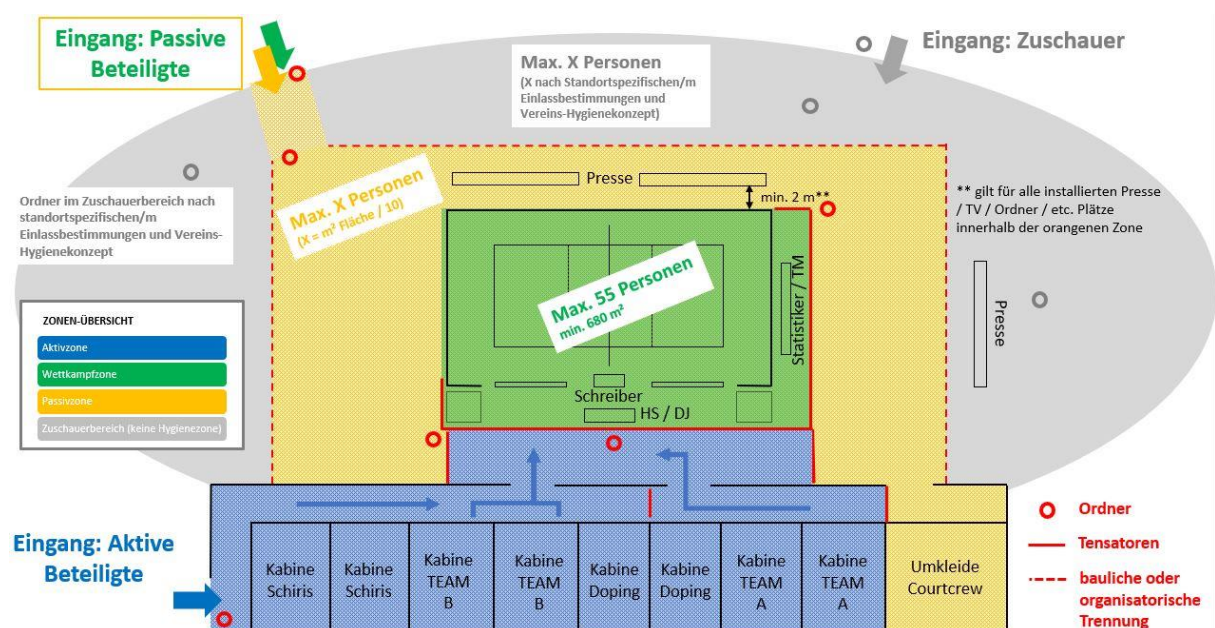 Eingang: Passive
Beteiligte
Max. X Personen
(X nach Standortspezifischen/m
Einlassbestimmungen und
Vereins-Hygienekonzept)
Eingang: Zuschauer
Ordner im Zuschauerbereich nach
standortspezifischen/m
Einlassbestimmungen und Vereins-
Hygienekonzept
Max. X Personen
(X = m² Fläche / 10)
Presse
min. 2 m**
** gilt für alle installierten Presse
/ TV / Ordner / etc. Plätze
innerhalb der orangenen Zone
Max. 55 Personen
min. 680 m²
Statistiker / TM
Presse
Schreiber
HS / DJ
ZONEN-ÜBERSICHT
Aktivzone
Wettkampfzone
Passivzone
Zuschauerbereich (keine Hygienezone)
Eingang: Aktive
Beteiligte
Kabine
Schiris
Kabine
Schiris
Kabine
TEAM
B
Kabine
TEAM
B
Kabine
Doping
Kabine
Doping
Kabine
TEAM
A
Kabine
TEAM
A
Umkleide
Courtcrew
Ordner
Tensatoren
bauliche oder
organisatorische
Trennung